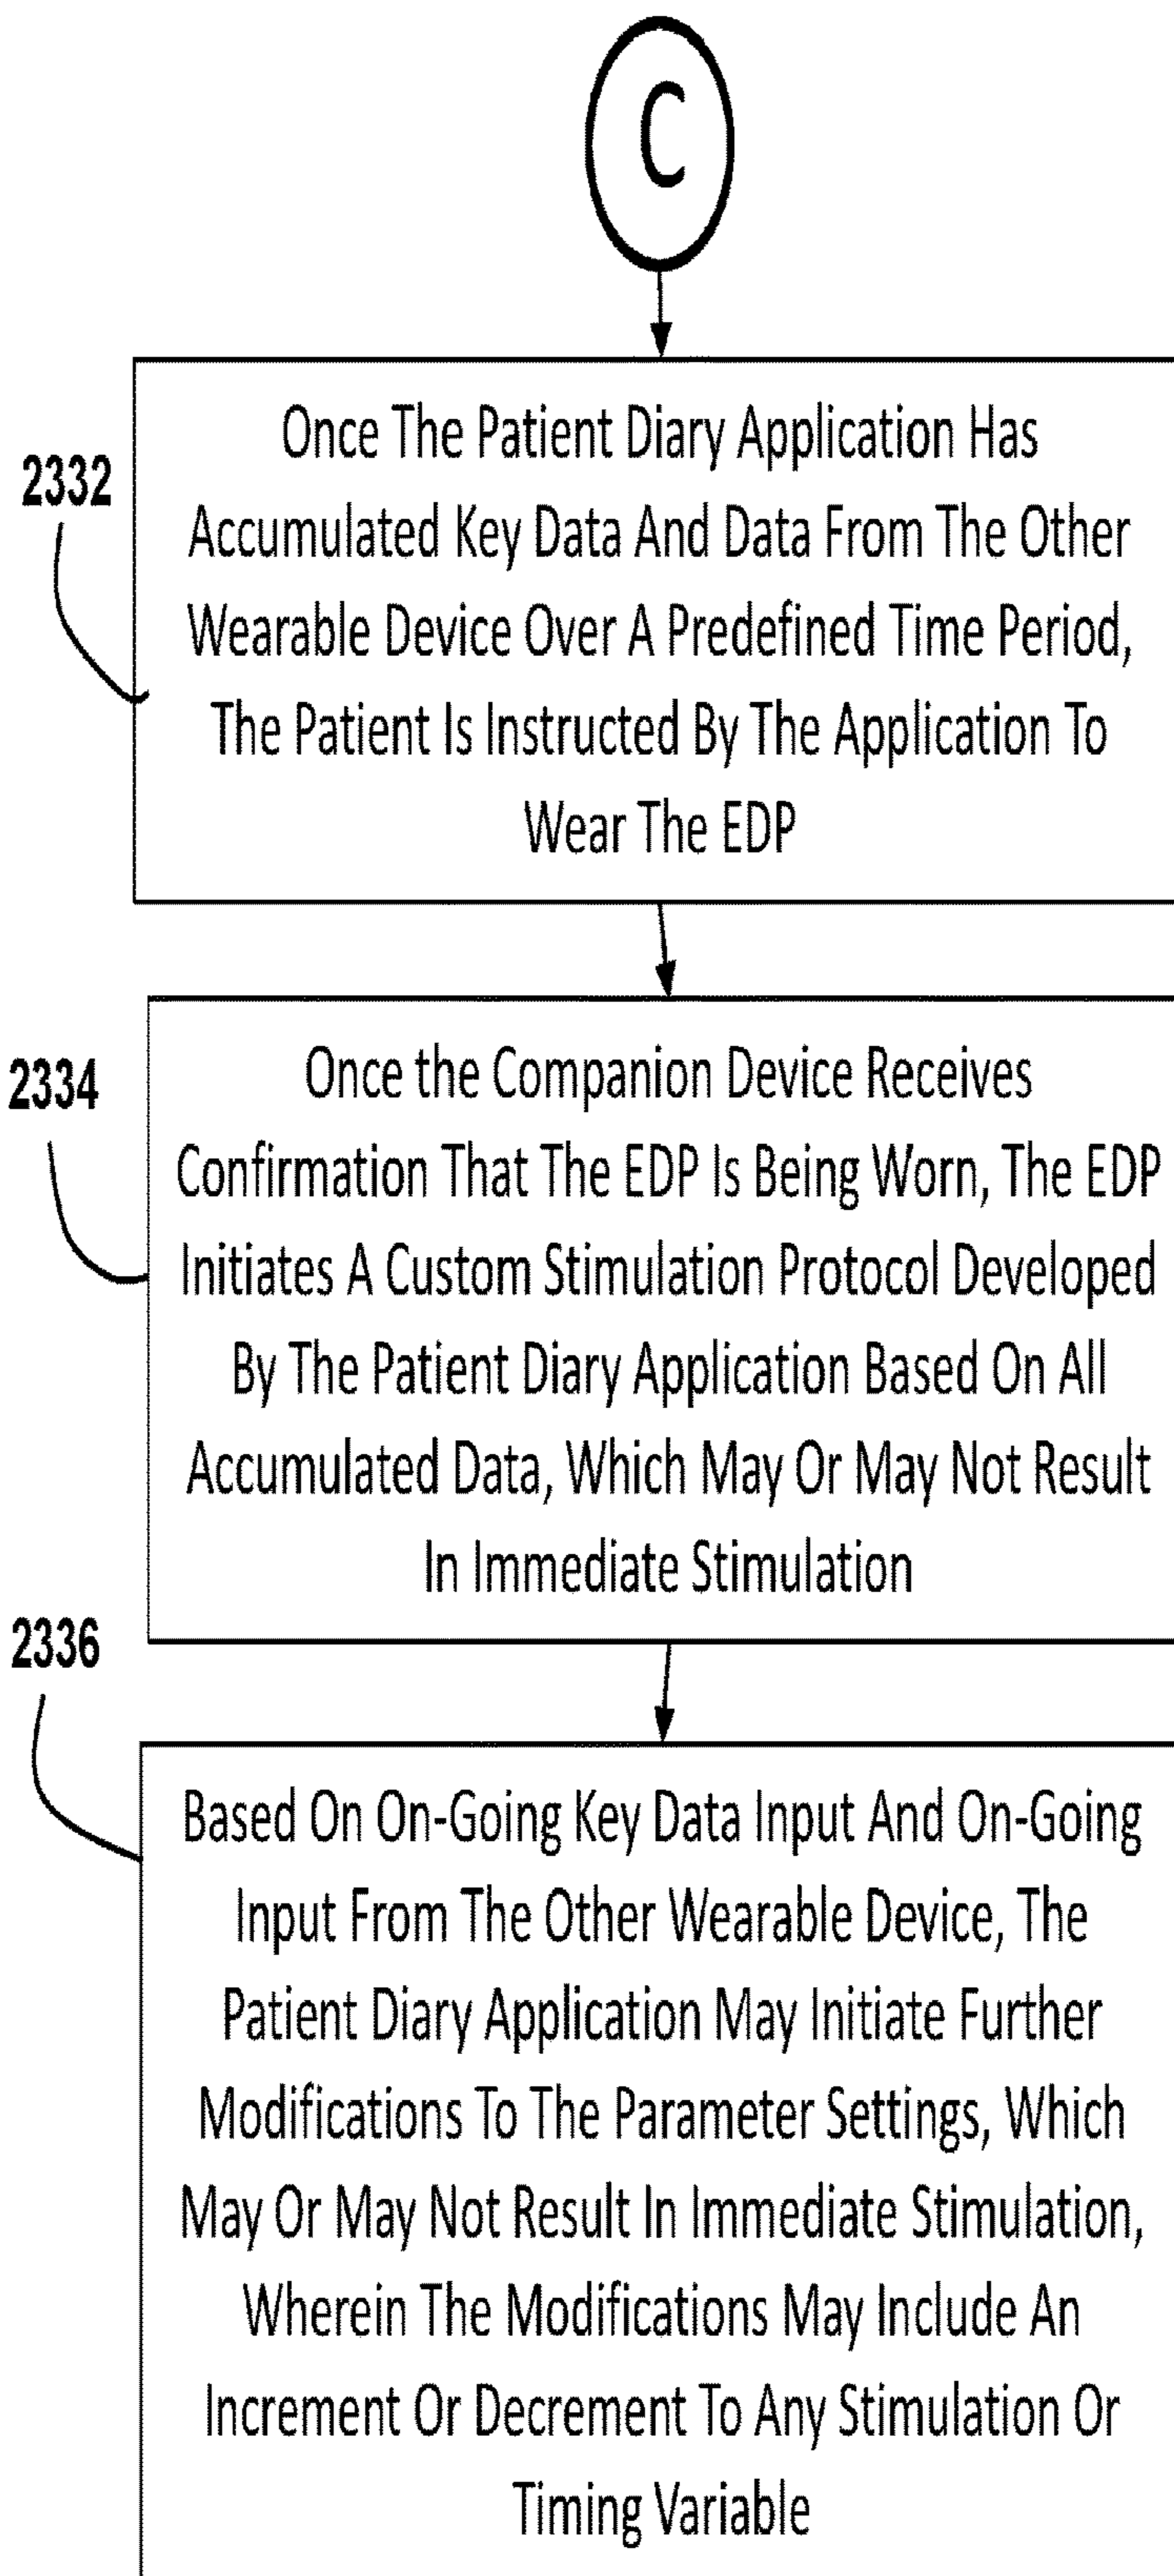 C
2332
Once The Patient Diary Application Has
Accumulated Key Data And Data From The Other
Wearable Device Over A Predefined Time Period,
The Patient Is Instructed By The Application To
Wear The EDP
2334
Once the Companion Device Receives
Confirmation That The EDP Is Being Worn, The EDP
Initiates A Custom Stimulation Protocol Developed
By The Patient Diary Application Based On All
Accumulated Data, Which May Or May Not Result
In Immediate Stimulation
2336
Based On On-Going Key Data Input And On-Going
Input From The Other Wearable Device, The
Patient Diary Application May Initiate Further
Modifications To The Parameter Settings, Which
May Or May Not Result In Immediate Stimulation,
Wherein The Modifications May Include An
Increment Or Decrement To Any Stimulation Or
Timing Variable